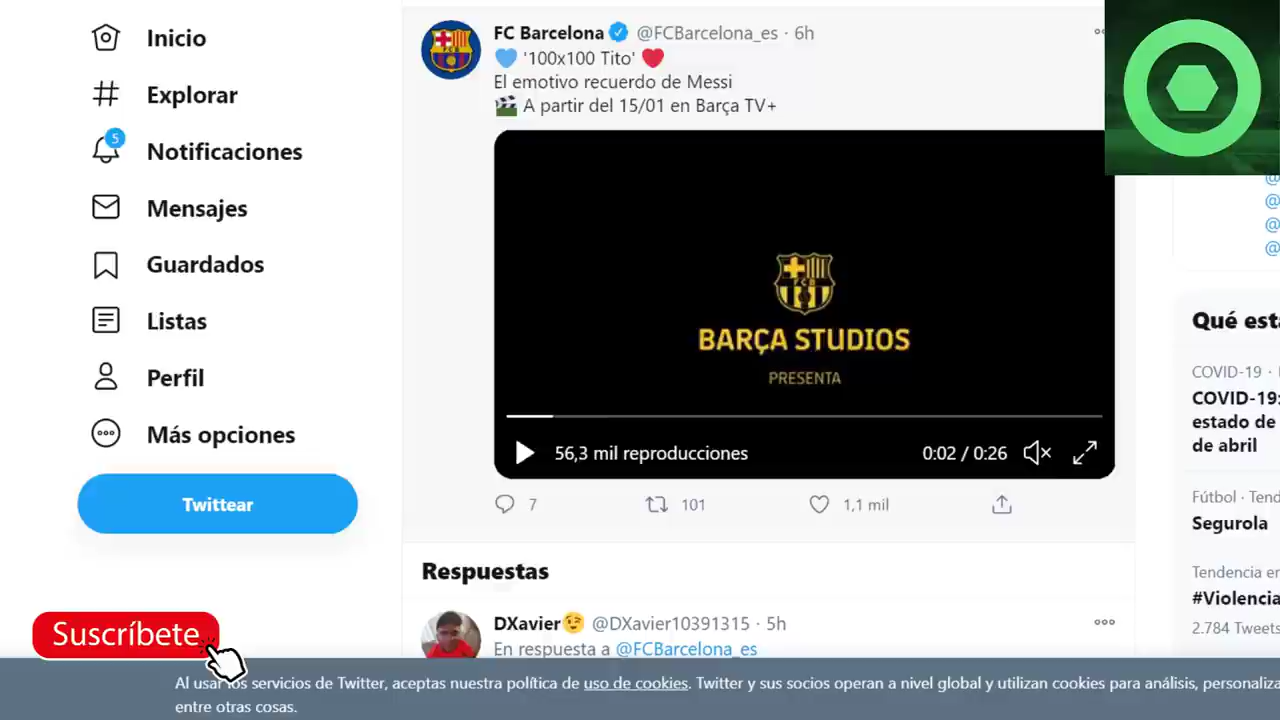 Inicio
Explorar
5
Notificaciones
Mensajes
Guardados
Listas
Perfil
Más opciones
Twittear
FC Barcelona @FCBarcelona_es · 6h
💙 '100x100 Tito' ❤️
El emotivo recuerdo de Messi
🎬 A partir del 15/01 en Barça TV+
FCB
BARÇA STUDIOS
PRESENTA
56,3 mil reproducciones 0:02 / 0:26
7 101 1,1 mil
Respuestas
DXavier😉 @DXavier10391315 · 5h
En respuesta a @FCBarcelona_es
@
@
@
@
Qué est
COVID-19 ·
COVID-19:
estado de
de abril
Fútbol · Tend
Segurola
Tendencia en
#Violencia
2.784 Tweets
Suscríbete
Al usar los servicios de Twitter, aceptas nuestra política de uso de cookies. Twitter y sus socios operan a nivel global y utilizan cookies para análisis, personaliza
entre otras cosas.